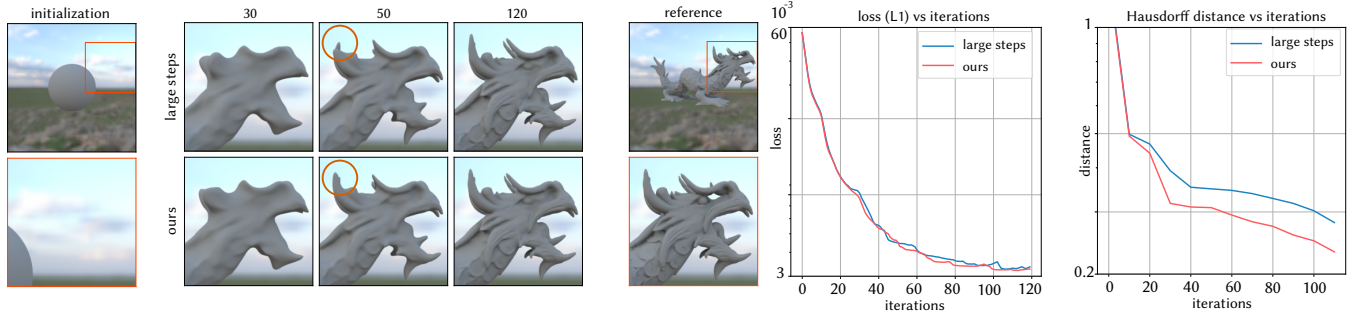 initialization
30 50 120
large steps
ours
reference
loss (L1) vs iterations
10⁻³
60
3
loss
large steps
ours
0 20 40 60 80 100 120
iterations
Hausdorff distance vs iterations
1
0.2
distance
large steps
ours
0 20 40 60 80 100
iterations